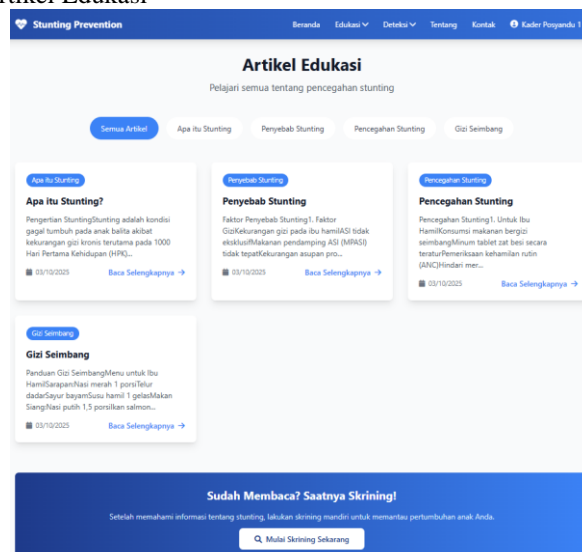 Artikel Edukasi
Stunting Prevention
Beranda Edukasi Deteksi Tentang Kontak Kader Posyandu 1
Artikel Edukasi
Pelajari semua tentang pencegahan stunting
Semua Artikel Apa itu Stunting Penyebab Stunting Pencegahan Stunting Gizi Seimbang
Apa itu Stunting
Apa itu Stunting?
Pengertian StuntingStunting adalah kondisi
gagal tumbuh pada anak balita akibat
kekurangan gizi kronis terutama pada 1000
Hari Pertama Kehidupan (HPK)...
03/10/2025 Baca Selengkapnya →
Penyebab Stunting
Penyebab Stunting
Faktor Penyebab Stunting1. Faktor
GiziKekurangan gizi pada ibu hamilASI tidak
eksklusifMakanan pendamping ASI (MPASI)
tidak tepatKekurangan asupan pro...
03/10/2025 Baca Selengkapnya →
Pencegahan Stunting
Pencegahan Stunting
Pencegahan Stunting1. Untuk Ibu
HamilKonsumsi makanan bergizi
seimbangMinum tablet zat besi secara
teraturPemeriksaan kehamilan rutin
(ANC)Hindari mer...
03/10/2025 Baca Selengkapnya →
Gizi Seimbang
Gizi Seimbang
Panduan Gizi SeimbangMenu untuk Ibu
HamilSarapan:Nasi merah 1 porsiTelur
dadarSayur bayamSusu hamil 1 gelasMakan
Siang:Nasi putih 1,5 porsiIkan salmon...
03/10/2025 Baca Selengkapnya →
Sudah Membaca? Saatnya Skrining!
Setelah memahami informasi tentang stunting, lakukan skrining mandiri untuk memantau pertumbuhan anak Anda.
Mulai Skrining Sekarang